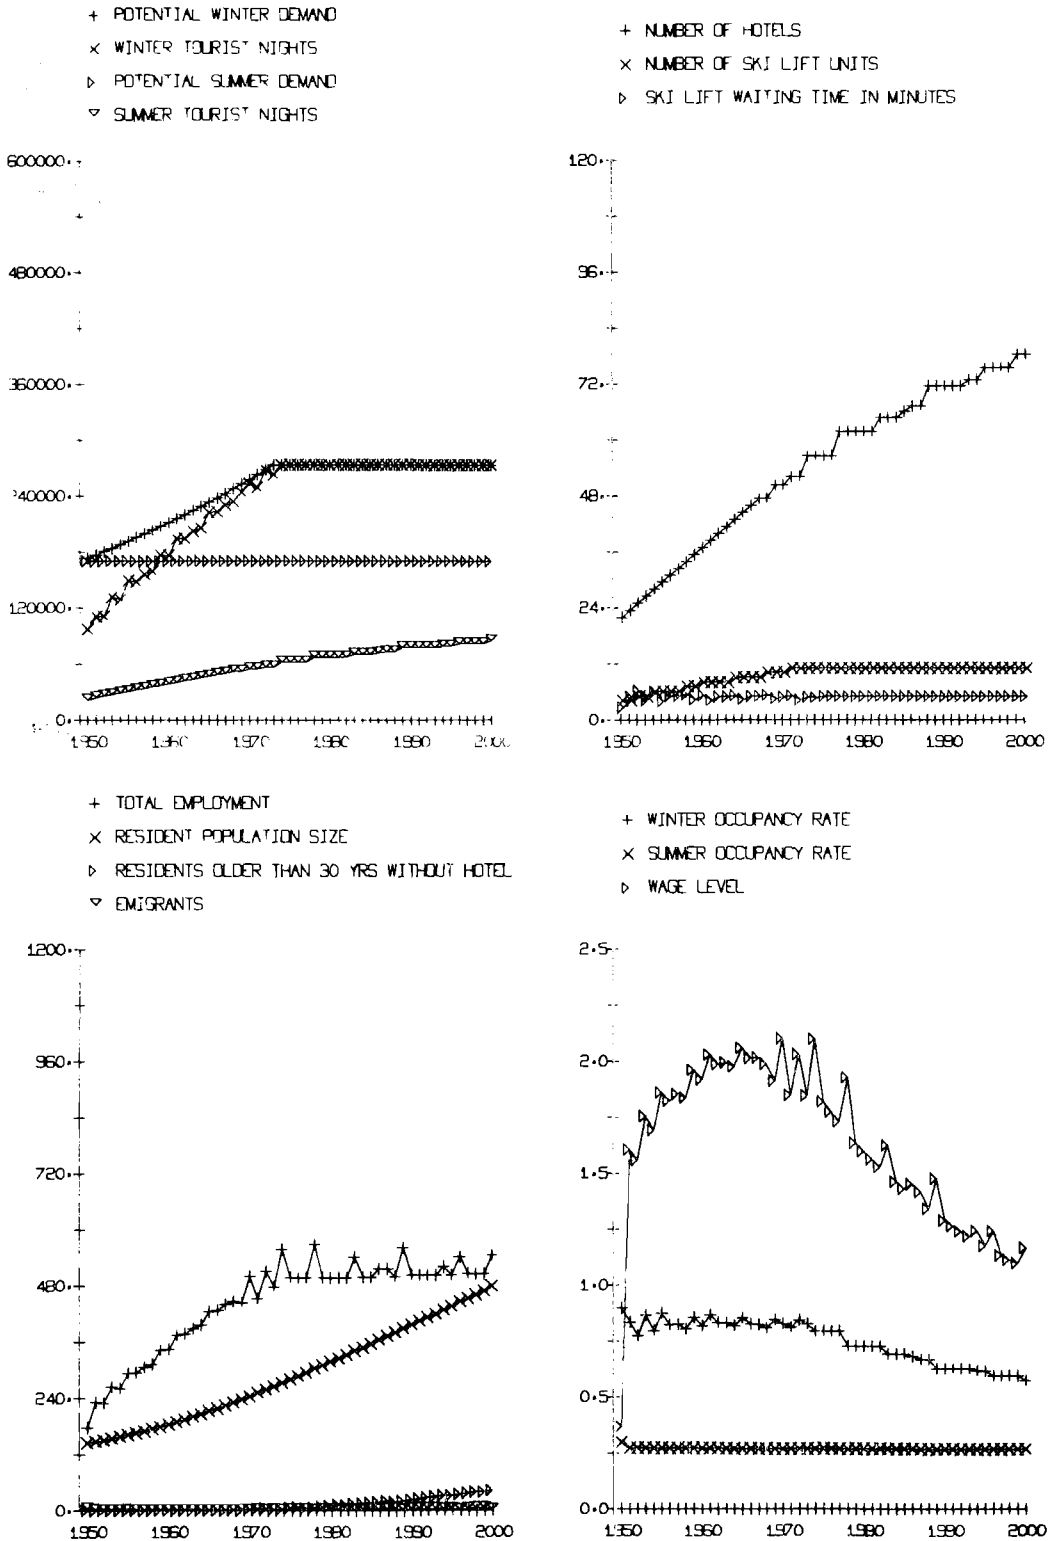 + POTENTIAL WINTER DEMAND
× WINTER TOURIST NIGHTS
▷ POTENTIAL SUMMER DEMAND
▽ SUMMER TOURIST NIGHTS
600000.
480000.
360000.
240000.
120000.
0.
1950 1960 1970 1980 1990 2000
+ NUMBER OF HOTELS
× NUMBER OF SKI LIFT UNITS
▷ SKI LIFT WAITING TIME IN MINUTES
120.
96.
72.
48.
24.
0.
1950 1960 1970 1980 1990 2000
+ TOTAL EMPLOYMENT
× RESIDENT POPULATION SIZE
▷ RESIDENTS OLDER THAN 30 YRS WITHOUT HOTEL
▽ EMIGRANTS
1200.
960.
720.
480.
240.
0.
1950 1960 1970 1980 1990 2000
+ WINTER OCCUPANCY RATE
× SUMMER OCCUPANCY RATE
▷ WAGE LEVEL
2.5
2.0
1.5
1.0
0.5
0.0
1950 1960 1970 1980 1990 2000